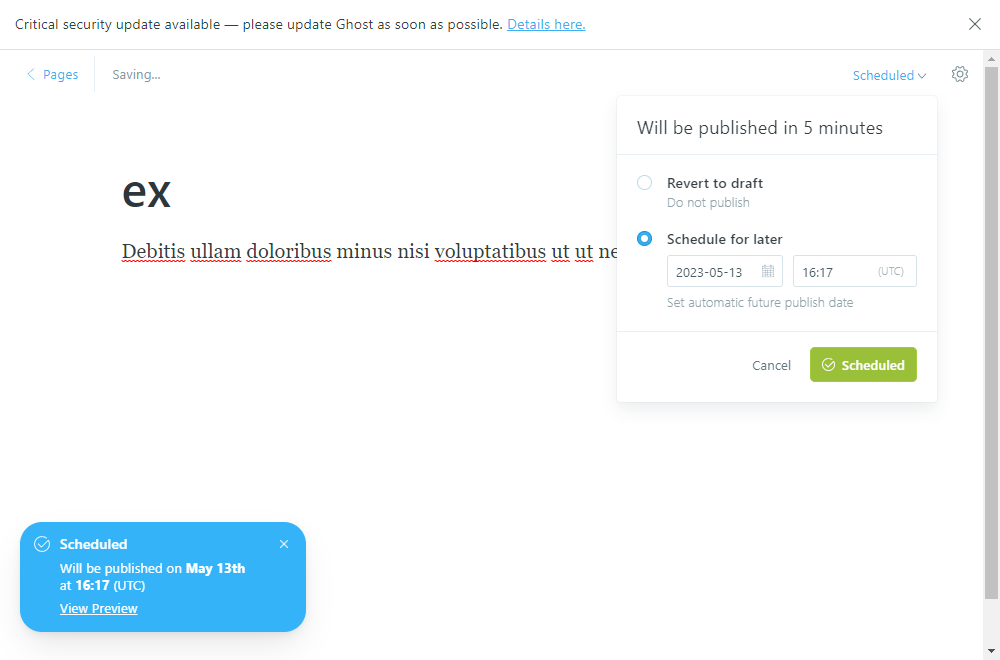 Critical security update available — please update Ghost as soon as possible. Details here.
Pages
Saving...
Scheduled
Will be published in 5 minutes
ex
Revert to draft
Do not publish
Debitis ullam doloribus minus nisi voluptatibus ut ut ne
Schedule for later
2023-05-13
16:17 (UTC)
Set automatic future publish date
Cancel
Scheduled
Scheduled
Will be published on May 13th
at 16:17 (UTC)
View Preview